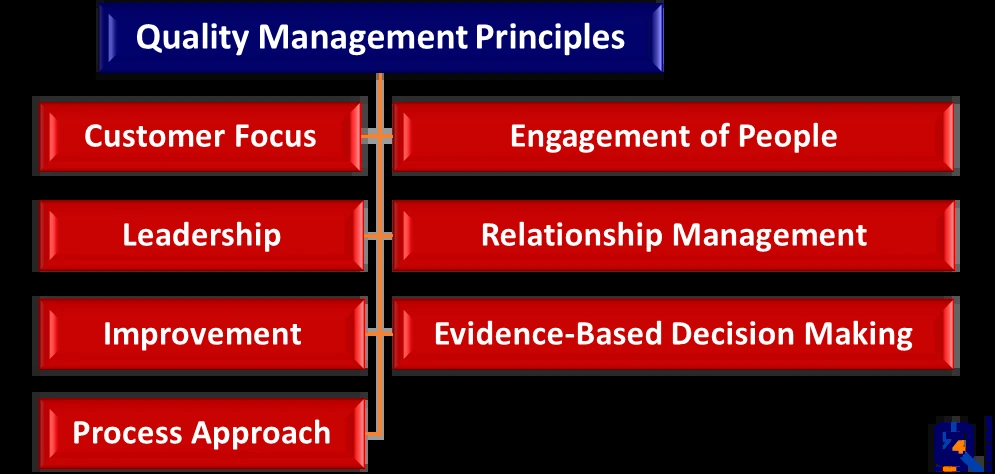 Quality Management Principles
Customer Focus
Engagement of People
Leadership
Relationship Management
Improvement
Evidence-Based Decision Making
Process Approach